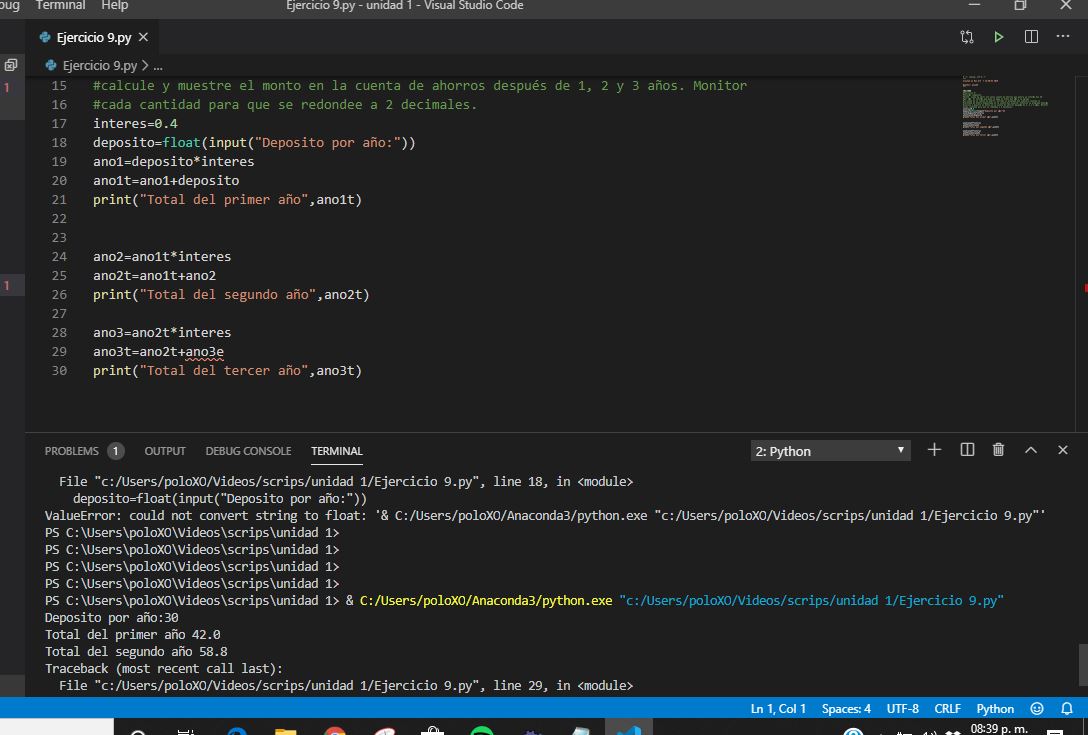 Terminal Help Ejercicio 9.py - unidad 1 - Visual Studio Code
Ejercicio 9.py
Ejercicio 9.py > ...
1
15 #calcule y muestre el monto en la cuenta de ahorros después de 1, 2 y 3 años. Monitor
16 #cada cantidad para que se redondee a 2 decimales.
17 interes=0.4
18 deposito=float(input("Deposito por año:"))
19 ano1=deposito*interes
20 ano1t=ano1+deposito
21 print("Total del primer año",ano1t)
22
23
24 ano2=ano1t*interes
25 ano2t=ano1t+ano2
1
26 print("Total del segundo año",ano2t)
27
28 ano3=ano2t*interes
29 ano3t=ano2t+ano3e
30 print("Total del tercer año",ano3t)
PROBLEMS 1 OUTPUT DEBUG CONSOLE TERMINAL 2: Python
File "c:/Users/poloXO/Videos/scrips/unidad 1/Ejercicio 9.py", line 18, in <module>
deposito=float(input("Deposito por año:"))
ValueError: could not convert string to float: '& C:/Users/poloXO/Anaconda3/python.exe "c:/Users/poloXO/Videos/scrips/unidad 1/Ejercicio 9.py"'
PS C:\Users\poloXO\Videos\scrips\unidad 1>
PS C:\Users\poloXO\Videos\scrips\unidad 1>
PS C:\Users\poloXO\Videos\scrips\unidad 1>
PS C:\Users\poloXO\Videos\scrips\unidad 1>
PS C:\Users\poloXO\Videos\scrips\unidad 1> & C:/Users/poloXO/Anaconda3/python.exe "c:/Users/poloXO/Videos/scrips/unidad 1/Ejercicio 9.py"
Deposito por año:30
Total del primer año 42.0
Total del segundo año 58.8
Traceback (most recent call last):
File "c:/Users/poloXO/Videos/scrips/unidad 1/Ejercicio 9.py", line 29, in <module>
Ln 1, Col 1 Spaces: 4 UTF-8 CRLF Python
08:39 p. m.